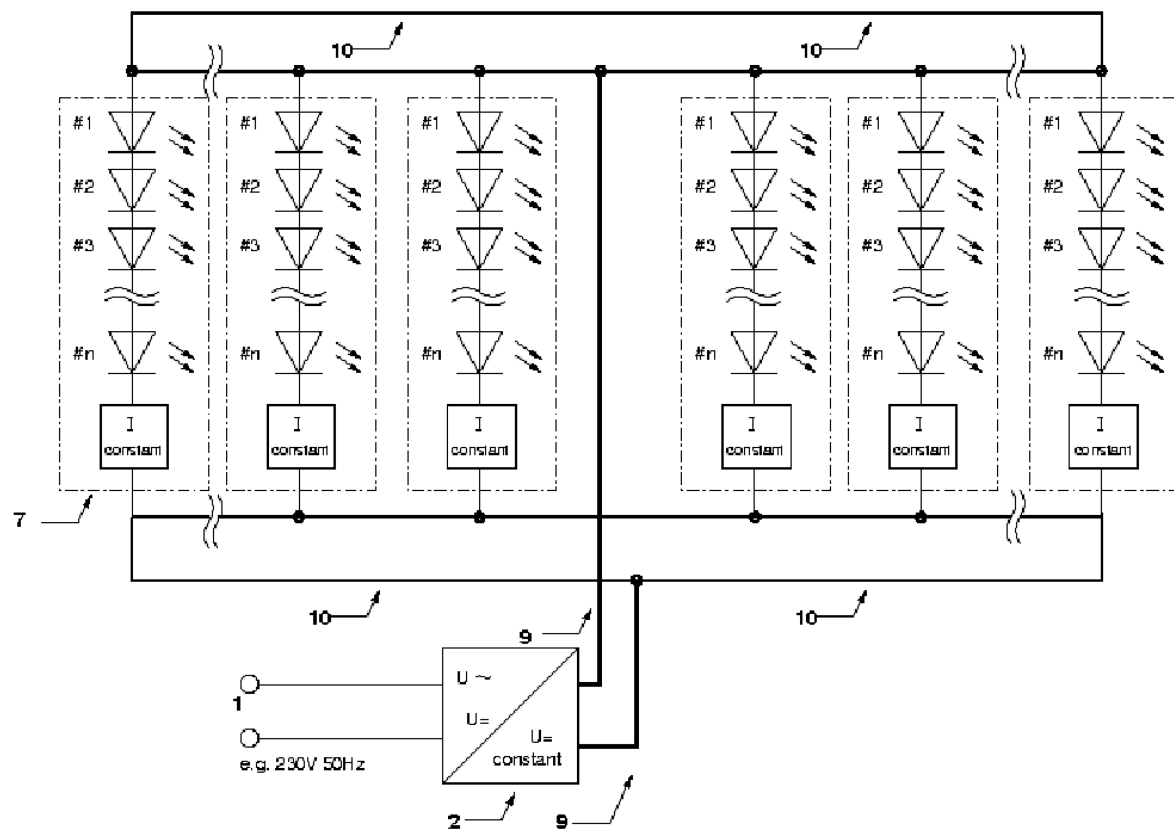 10 10
#1 #1 #1 #1 #1 #1
#2 #2 #2 #2 #2 #2
#3 #3 #3 #3 #3 #3
#n #n #n #n #n #n
I I I I I I
constant constant constant constant constant constant
7
10 9 10
U ~
1
U=
U=
constant
e.g. 230V 50Hz
2 9